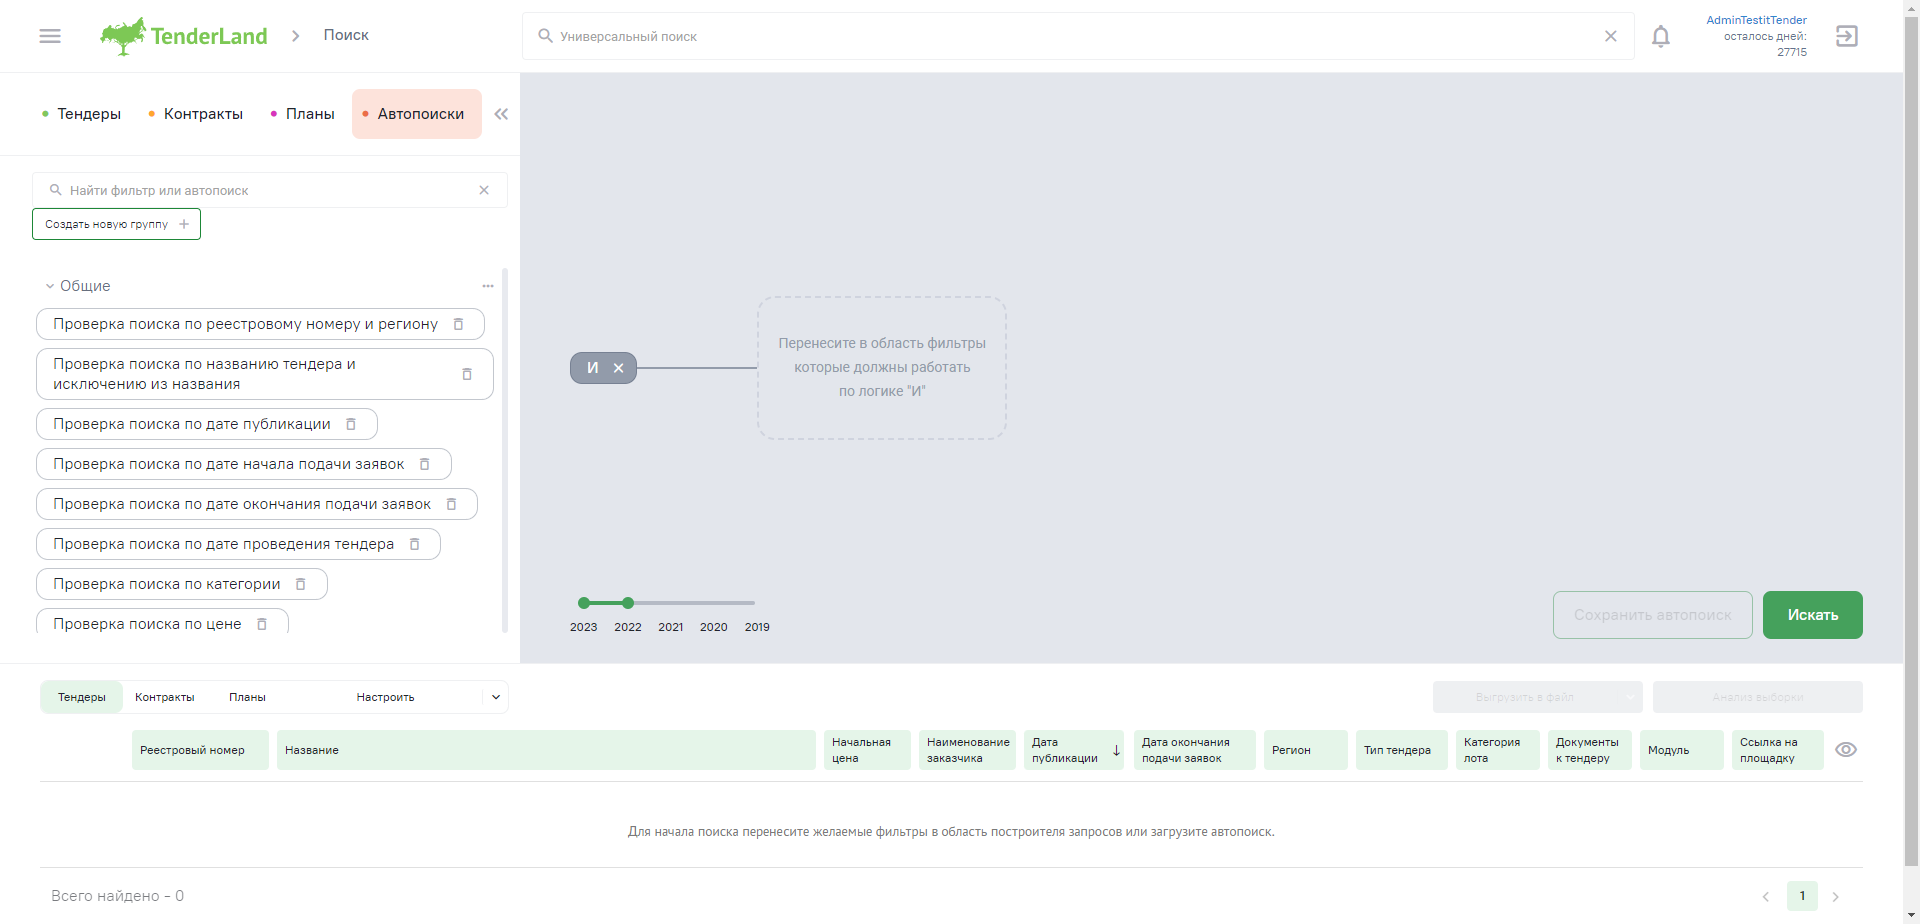 TenderLand
Поиск
Универсальный поиск
AdminTestitTender
осталось дней:
27715
Тендеры
Контракты
Планы
Автопоиски
Найти фильтр или автопоиск
Создать новую группу
Общие
Проверка поиска по реестровому номеру и региону
Проверка поиска по названию тендера и
исключению из названия
Проверка поиска по дате публикации
Проверка поиска по дате начала подачи заявок
Проверка поиска по дате окончания подачи заявок
Проверка поиска по дате проведения тендера
Проверка поиска по категории
Проверка поиска по цене
И
Перенесите в область фильтры
которые должны работать
по логике "И"
2023 2022 2021 2020 2019
Сохранить автопоиск
Искать
Тендеры
Контракты
Планы
Настроить
Выгрузить в файл
Анализ выборки
Реестровый номер
Название
Начальная
цена
Наименование
заказчика
Дата
публикации
Дата окончания
подачи заявок
Регион
Тип тендера
Категория
лота
Документы
к тендеру
Модуль
Ссылка на
площадку
Для начала поиска перенесите желаемые фильтры в область построителя запросов или загрузите автопоиск.
Всего найдено - 0
1